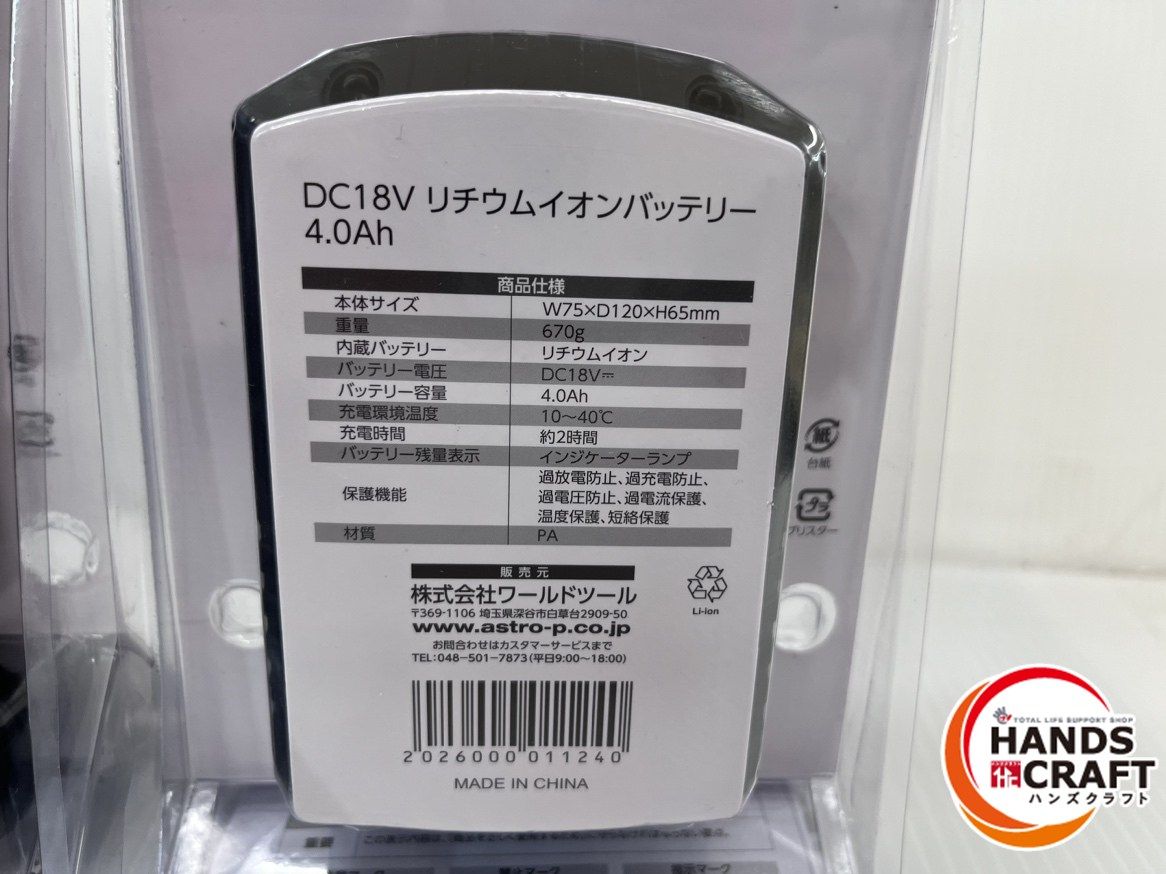 DC18V リチウムイオンバッテリー
4.0Ah
商品仕様
本体サイズ W75×D120×H65mm
重量 670g
内蔵バッテリー リチウムイオン
バッテリー電圧 DC18V⎓
バッテリー容量 4.0Ah
充電環境温度 10～40℃
充電時間 約2時間
バッテリー残量表示 インジケーターランプ
保護機能 過放電防止、過充電防止、
過電圧防止、過電流保護、
温度保護、短絡保護
材質 PA
販売元
株式会社ワールドツール
〒369-1106 埼玉県深谷市白草台2909-50
www.astro-p.co.jp
お問合わせはカスタマーサービスまで
TEL:048-501-7873(平日9:00～18:00)
Li-ion
2026000011240
MADE IN CHINA
紙
台紙
プラ
ブリスター
重要
TOTAL LIFE SUPPORT SHOP
HANDS
CRAFT
ハンズクラフト